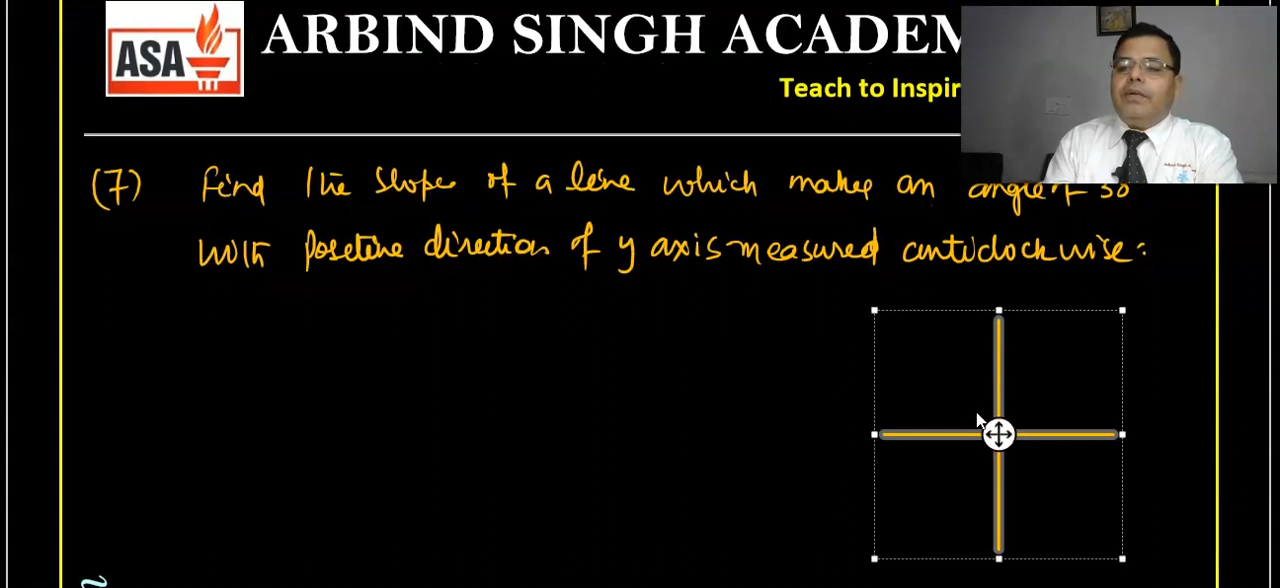 ASA
ARBIND SINGH ACADEM
Teach to Inspir
(7) Find the slope of a line which makes an angle of 30
with positive direction of y axis measured anticlockwise: